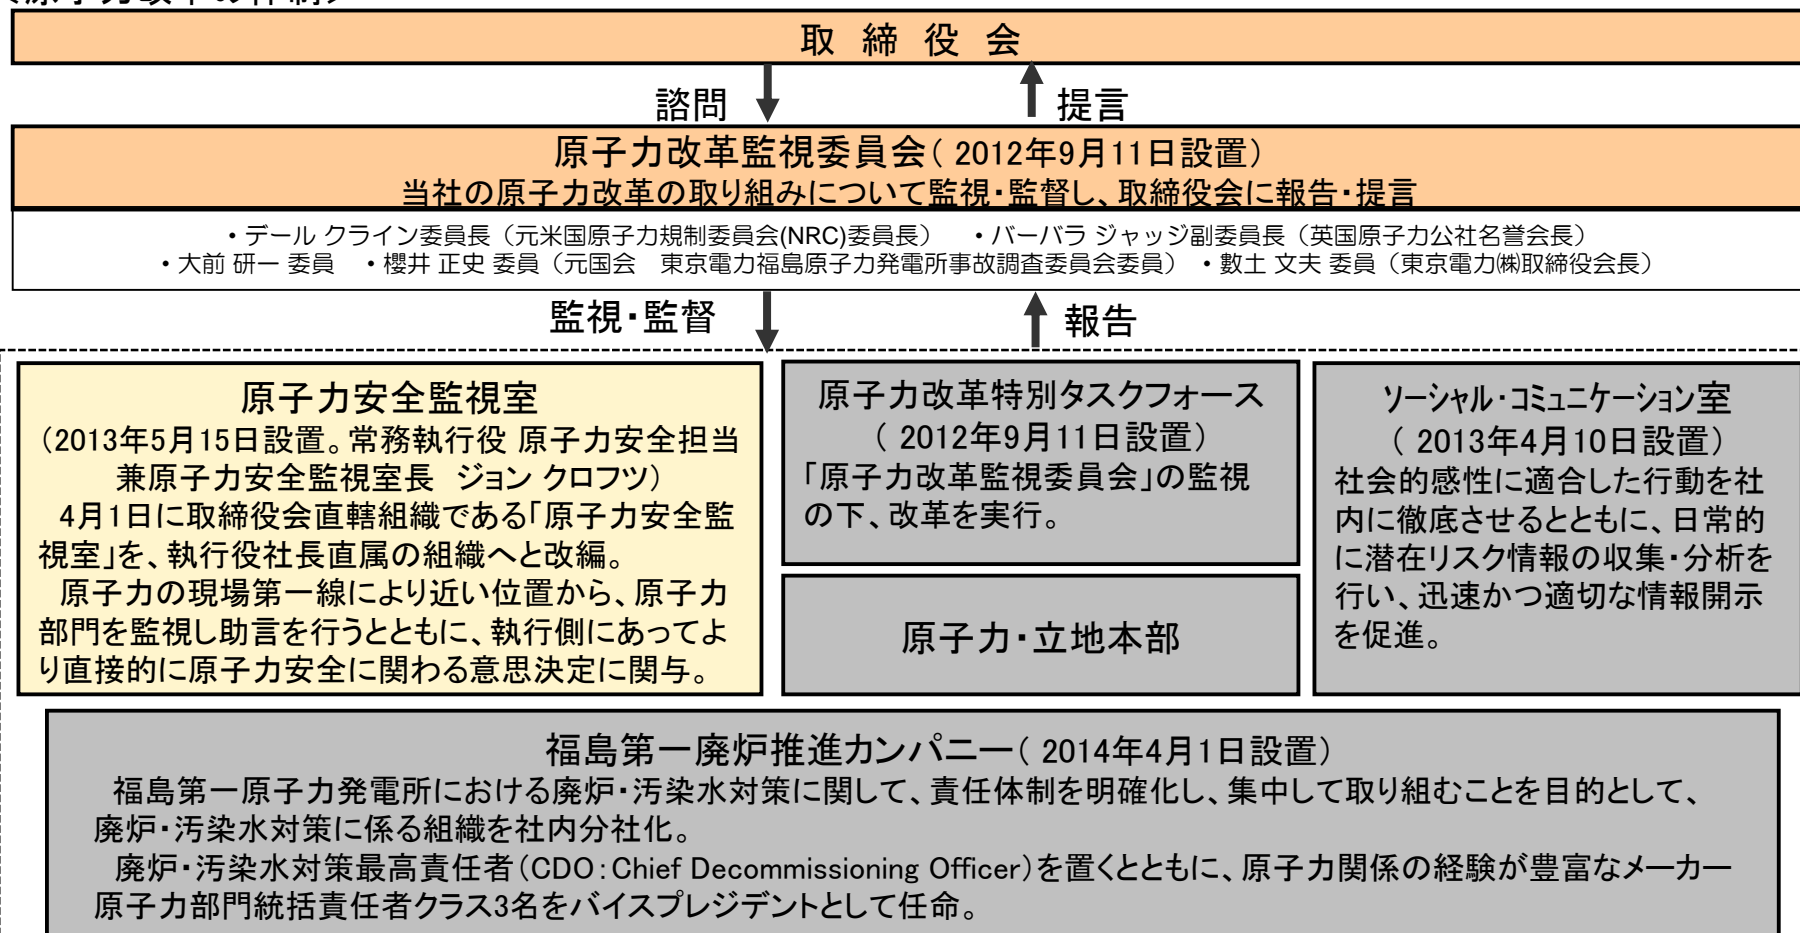 〈原子力改革の体制〉
取 締 役 会
諮問 提言
原子力改革監視委員会( 2012年9月11日設置)
当社の原子力改革の取り組みについて監視・監督し、取締役会に報告・提言
・デール クライン委員長（元米国原子力規制委員会(NRC)委員長） ・バーバラ ジャッジ副委員長（英国原子力公社名誉会長）
・大前 研一 委員 ・櫻井 正史 委員（元国会 東京電力福島原子力発電所事故調査委員会委員） ・數土 文夫 委員（東京電力㈱取締役会長）
監視・監督 報告
原子力安全監視室
(2013年5月15日設置。常務執行役 原子力安全担当
兼原子力安全監視室長 ジョン クロフツ)
4月1日に取締役会直轄組織である「原子力安全監
視室」を、執行役社長直属の組織へと改編。
原子力の現場第一線により近い位置から、原子力
部門を監視し助言を行うとともに、執行側にあってよ
り直接的に原子力安全に関わる意思決定に関与。
原子力改革特別タスクフォース
( 2012年9月11日設置)
「原子力改革監視委員会」の監視
の下、改革を実行。
原子力・立地本部
ソーシャル・コミュニケーション室
( 2013年4月10日設置)
社会的感性に適合した行動を社
内に徹底させるとともに、日常的
に潜在リスク情報の収集・分析を
行い、迅速かつ適切な情報開示
を促進。
福島第一廃炉推進カンパニー( 2014年4月1日設置)
福島第一原子力発電所における廃炉・汚染水対策に関して、責任体制を明確化し、集中して取り組むことを目的として、
廃炉・汚染水対策に係る組織を社内分社化。
廃炉・汚染水対策最高責任者(CDO:Chief Decommissioning Officer)を置くとともに、原子力関係の経験が豊富なメーカー
原子力部門統括責任者クラス3名をバイスプレジデントとして任命。